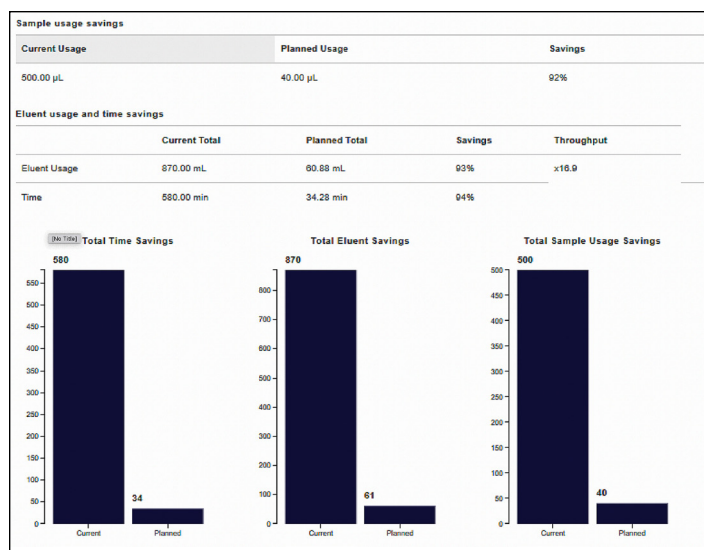 Sample usage savings
Current Usage Planned Usage Savings
500.00 µL 40.00 µL 92%
Eluent usage and time savings
Current Total Planned Total Savings Throughput
Eluent Usage 870.00 mL 60.88 mL 93% x16.9
Time 580.00 min 34.28 min 94%
[No Title] Total Time Savings
580
550
500
450
400
350
300
250
200
150
100
50
0
34
Current Planned
Total Eluent Savings
870
800
700
600
500
400
300
200
100
0
61
Current Planned
Total Sample Usage Savings
500
500
450
400
350
300
250
200
150
100
50
0
40
Current Planned